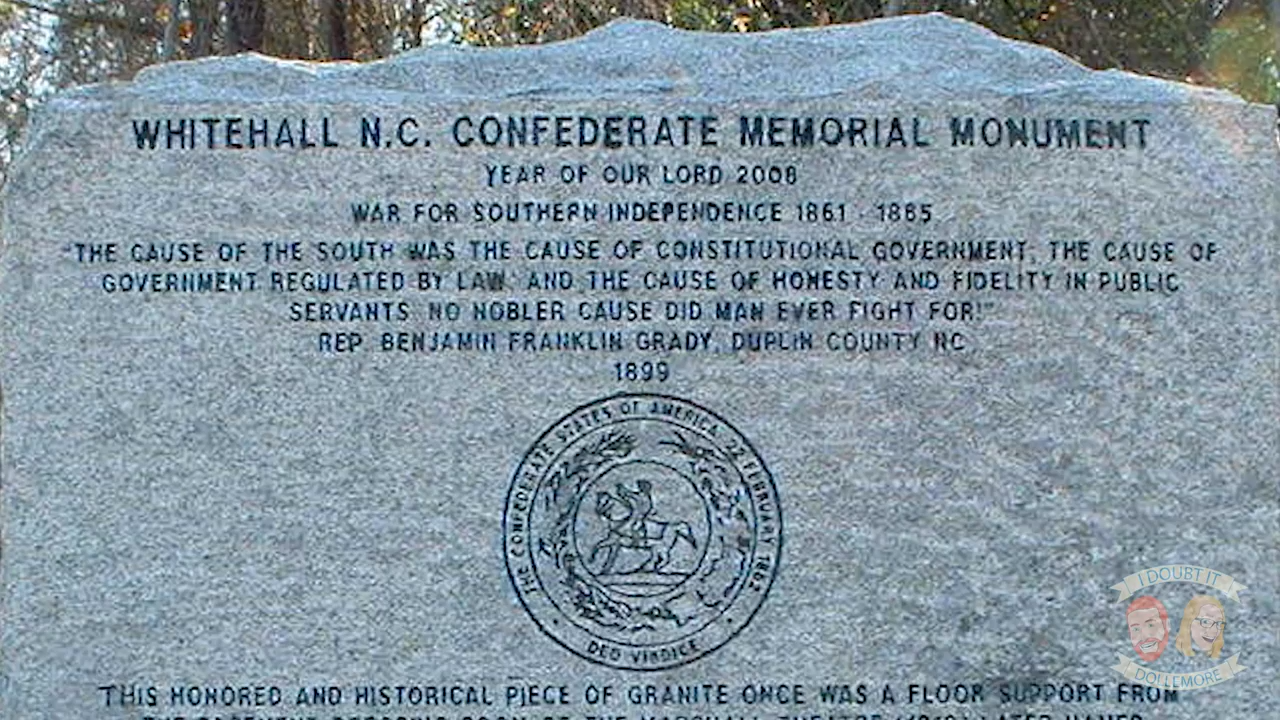 WHITEHALL N.C. CONFEDERATE MEMORIAL MONUMENT
YEAR OF OUR LORD 2008
WAR FOR SOUTHERN INDEPENDENCE 1861 - 1865
"THE CAUSE OF THE SOUTH WAS THE CAUSE OF CONSTITUTIONAL GOVERNMENT, THE CAUSE OF
GOVERNMENT REGULATED BY LAW, AND THE CAUSE OF HONESTY AND FIDELITY IN PUBLIC
SERVANTS. NO NOBLER CAUSE DID MAN EVER FIGHT FOR!"
REP. BENJAMIN FRANKLIN GRADY, DUPLIN COUNTY NC
1899
THE CONFEDERATE STATES OF AMERICA, 22 FEBRUARY 1862
DEO VINDICE
THIS HONORED AND HISTORICAL PIECE OF GRANITE ONCE WAS A FLOOR SUPPORT FROM
I DOUBT IT
DOLLEMORE